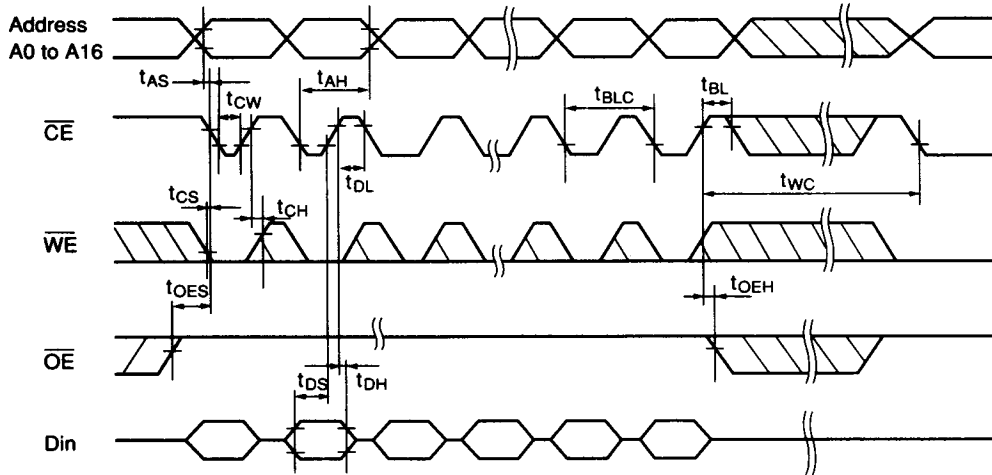 Address
A0 to A16
tAS
tAH
tCW
tBLC
tBL
CE
tDL
tWC
tCS
tCH
WE
tOES
tOEH
OE
tDS
tDH
Din